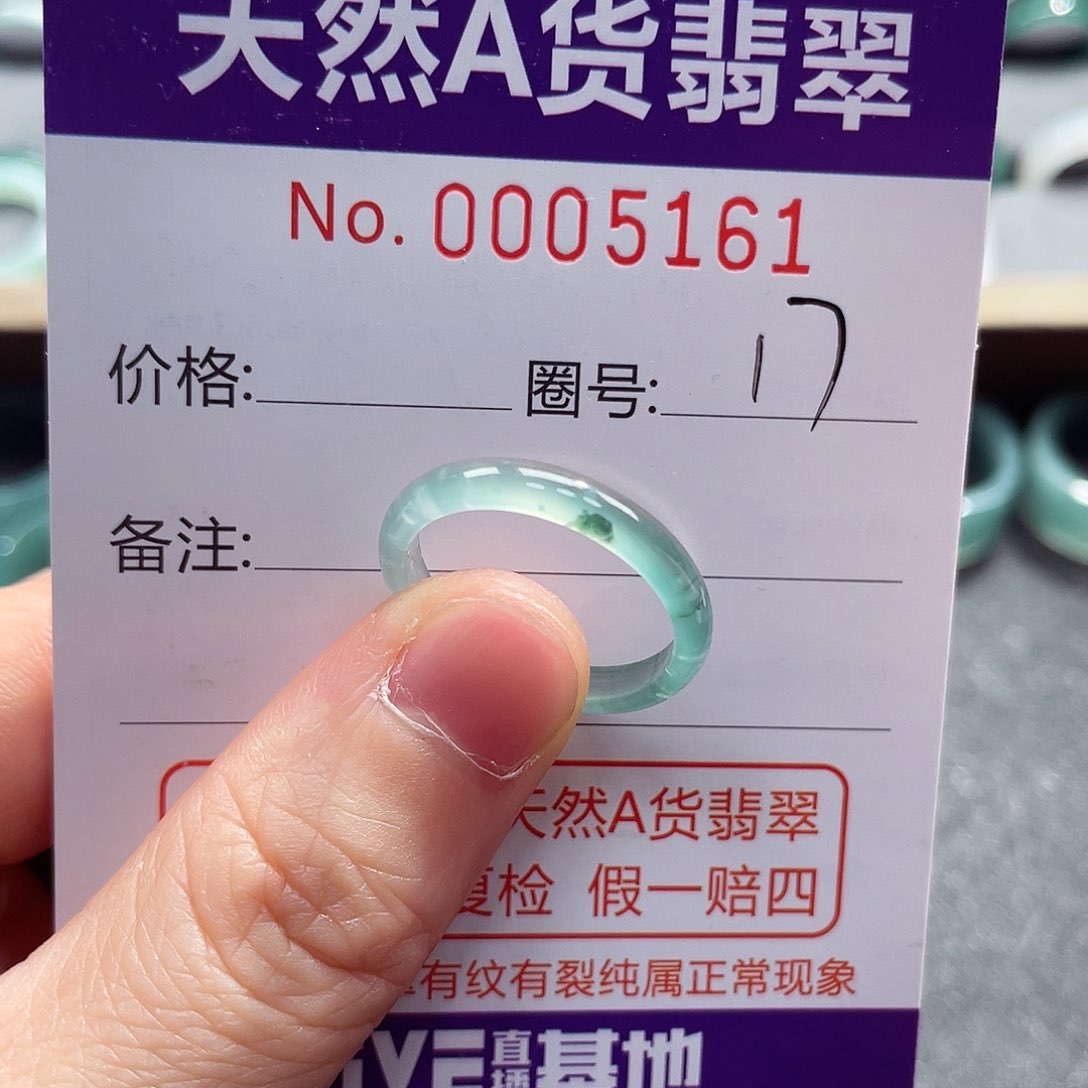 天然A货翡翠
No. 0005161
价格: 圈号: 17
备注:
天然A货翡翠
复检 假一赔四
有纹有裂纯属正常现象
直播基地